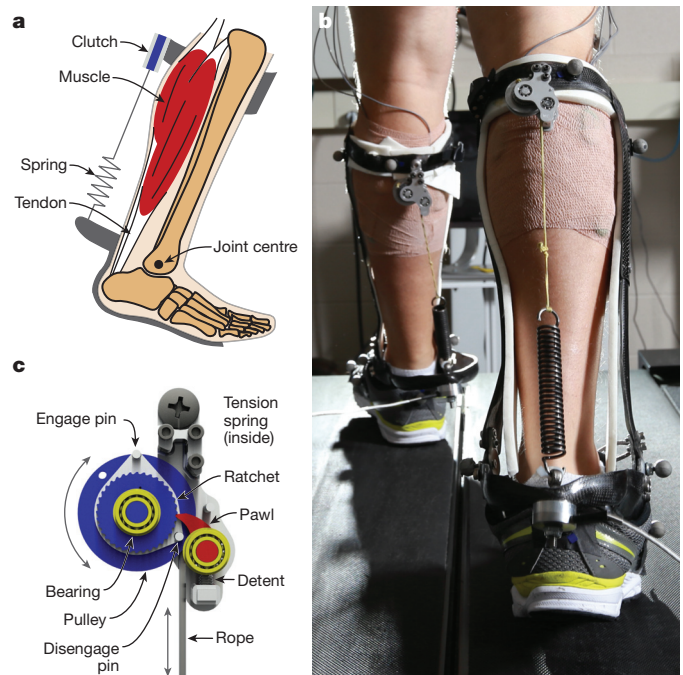 a
Clutch
Muscle
Spring
Tendon
Joint centre
b
c
Engage pin
Tension
spring
(inside)
Ratchet
Pawl
Bearing
Detent
Pulley
Rope
Disengage
pin